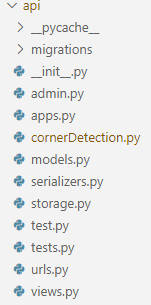 api
__pycache__
migrations
__init__.py
admin.py
apps.py
cornerDetection.py
models.py
serializers.py
storage.py
test.py
tests.py
urls.py
views.py